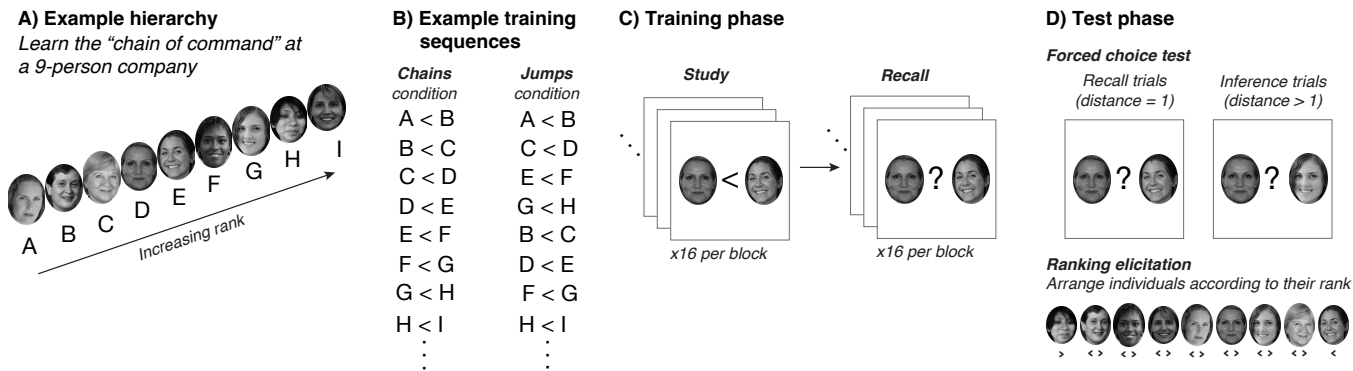 A) Example hierarchy
Learn the “chain of command” at
a 9-person company
A
B
C
D
E
F
G
H
I
Increasing rank
B) Example training
sequences
Chains
condition
A < B
B < C
C < D
D < E
E < F
F < G
G < H
H < I
Jumps
condition
A < B
C < D
E < F
G < H
B < C
D < E
F < G
H < I
C) Training phase
Study
<
x16 per block
Recall
?
x16 per block
D) Test phase
Forced choice test
Recall trials
(distance = 1)
?
Inference trials
(distance > 1)
?
Ranking elicitation
Arrange individuals according to their rank
> < > < > < > < > < > < > < > <